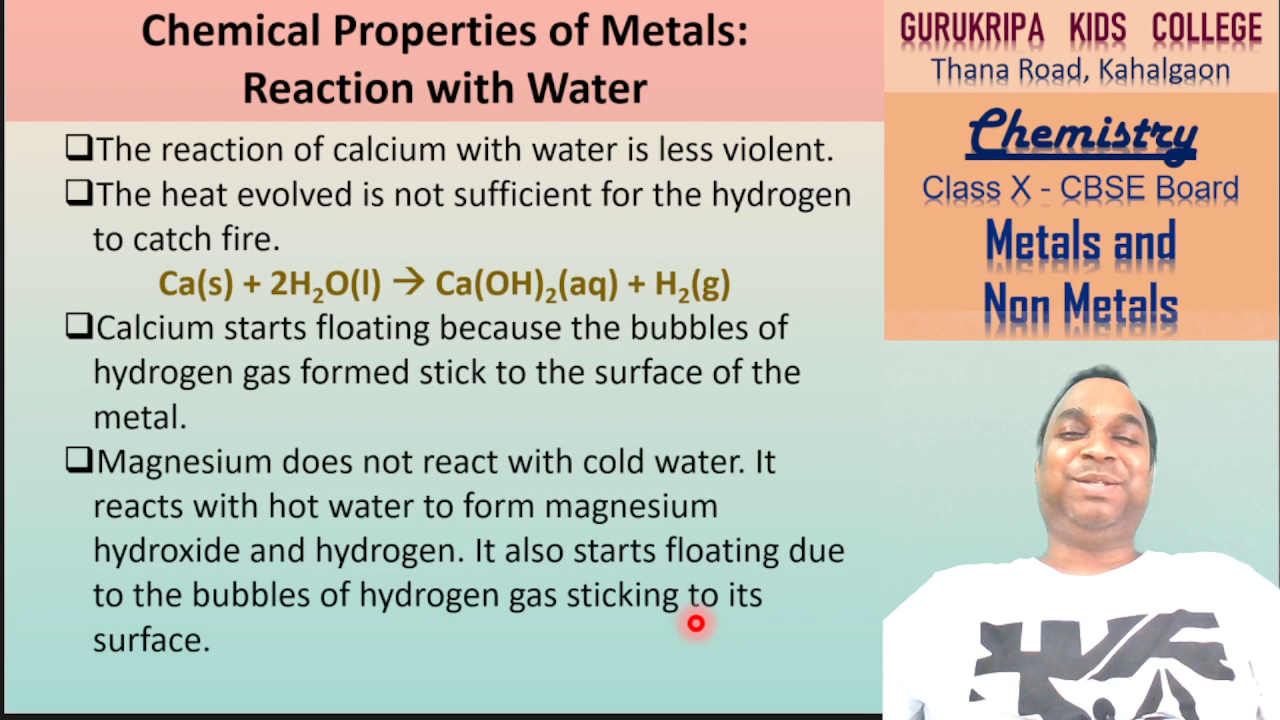 Chemical Properties of Metals:
Reaction with Water
❑The reaction of calcium with water is less violent.
❑The heat evolved is not sufficient for the hydrogen
to catch fire.
Ca(s) + 2H₂O(l) → Ca(OH)₂(aq) + H₂(g)
❑Calcium starts floating because the bubbles of
hydrogen gas formed stick to the surface of the
metal.
❑Magnesium does not react with cold water. It
reacts with hot water to form magnesium
hydroxide and hydrogen. It also starts floating due
to the bubbles of hydrogen gas sticking to its
surface.
GURUKRIPA KIDS COLLEGE
Thana Road, Kahalgaon
Chemistry
Class X - CBSE Board
Metals and
Non Metals